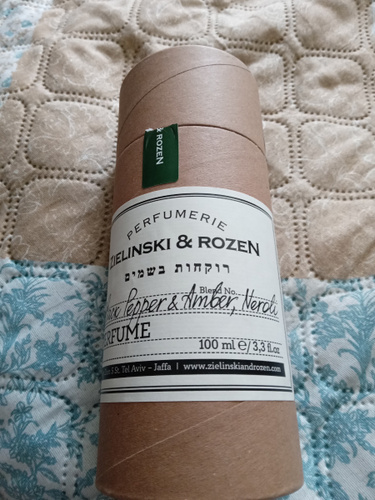 & ROZEN
PERFUMERIE
ZIELINSKI & ROZEN
רוקחות בשמים
Blend No.
Pepper & Amber, Neroli
100 ml e/3,3 fl.oz
St. Tel Aviv – Jaffa | www.zielinskiandrozen.com